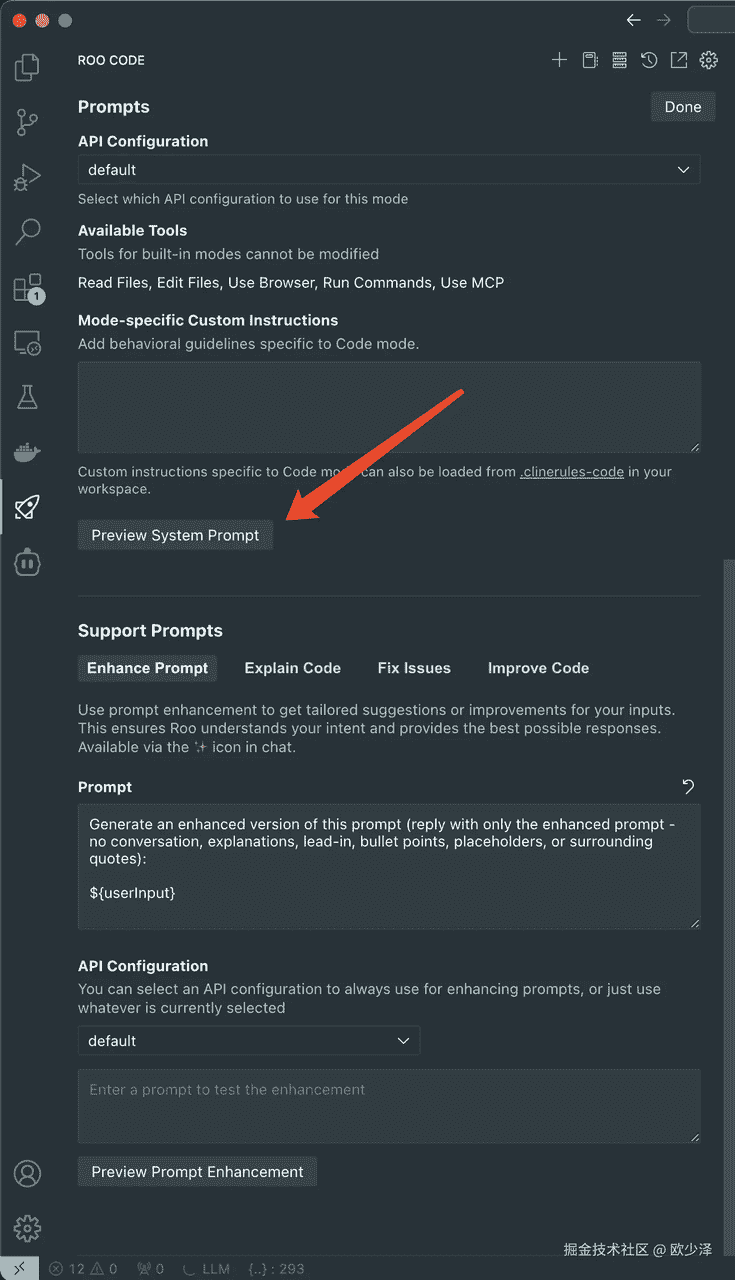 ROO CODE
Prompts
Done
API Configuration
default
Select which API configuration to use for this mode
Available Tools
Tools for built-in modes cannot be modified
Read Files, Edit Files, Use Browser, Run Commands, Use MCP
Mode-specific Custom Instructions
Add behavioral guidelines specific to Code mode.
1
Custom instructions specific to Code mode can also be loaded from .clinerules-code in your
workspace.
Preview System Prompt
Support Prompts
Enhance Prompt Explain Code Fix Issues Improve Code
Use prompt enhancement to get tailored suggestions or improvements for your inputs.
This ensures Roo understands your intent and provides the best possible responses.
Available via the ✨ icon in chat.
Prompt
Generate an enhanced version of this prompt (reply with only the enhanced prompt -
no conversation, explanations, lead-in, bullet points, placeholders, or surrounding
quotes):
${userInput}
API Configuration
You can select an API configuration to always use for enhancing prompts, or just use
whatever is currently selected
default
Enter a prompt to test the enhancement
Preview Prompt Enhancement
掘金技术社区 @ 欧少泽
12 0 0 LLM {..} : 293